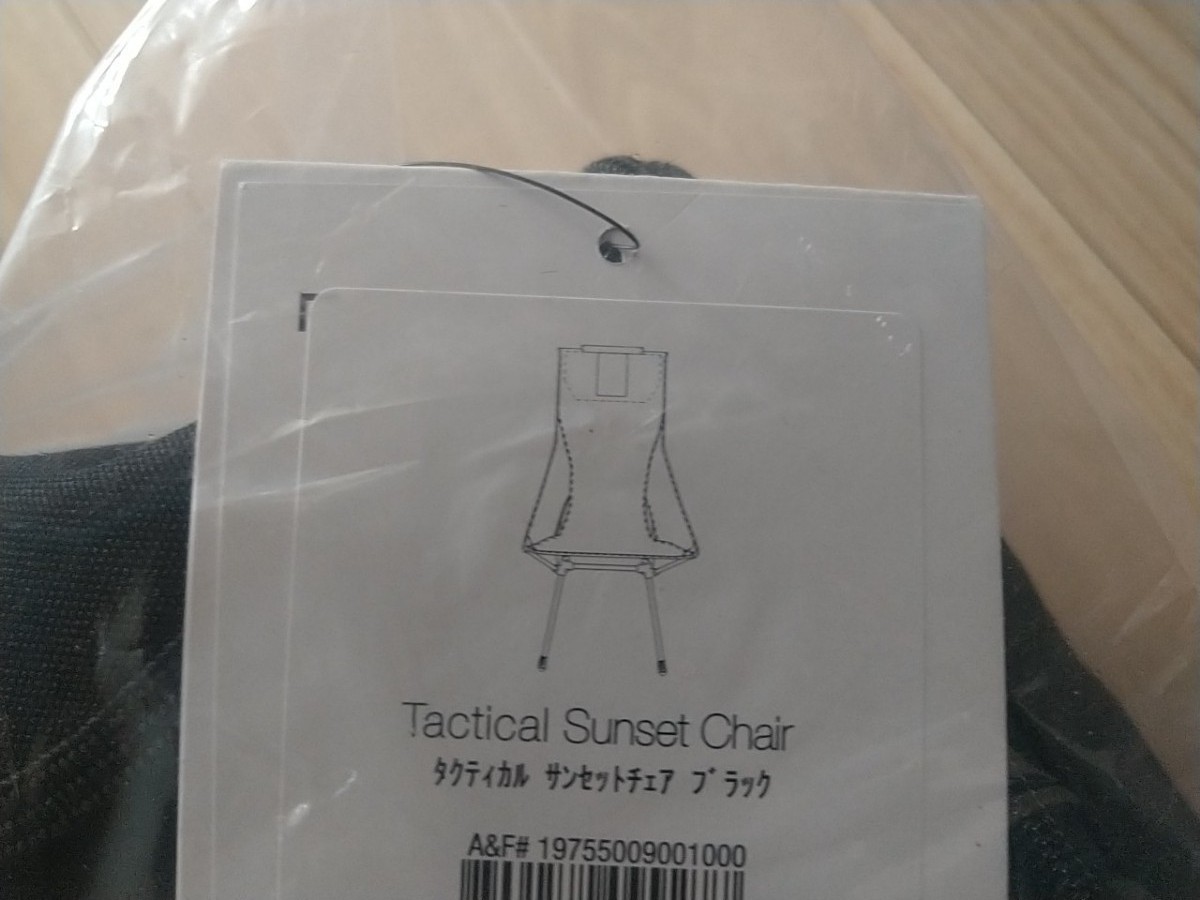 Tactical Sunset Chair
タクティカル サンセットチェア ブラック
A&F# 19755009001000